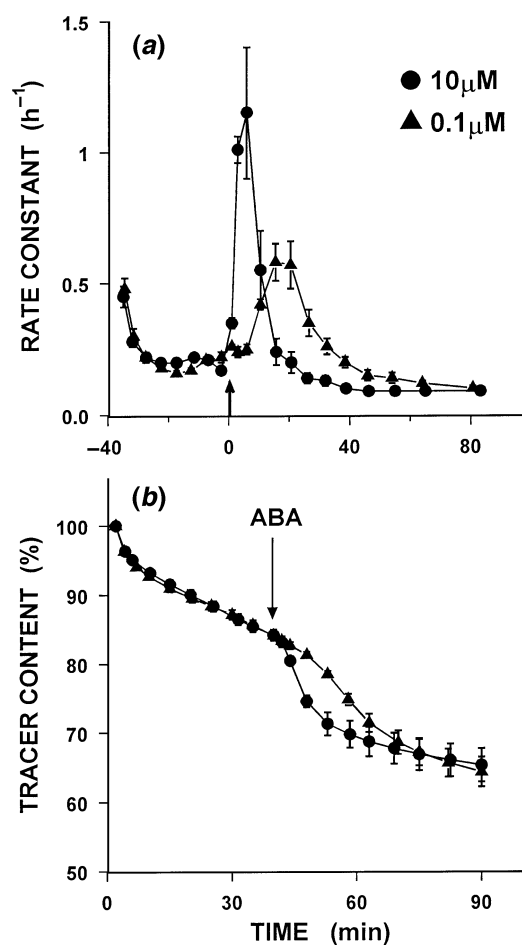 1.5
(a)
10μM
0.1μM
1
0.5
0.0
RATE CONSTANT (h⁻¹)
–40 0 40 80
(b)
ABA
100
90
80
70
60
50
TRACER CONTENT (%)
0 30 60 90
TIME (min)